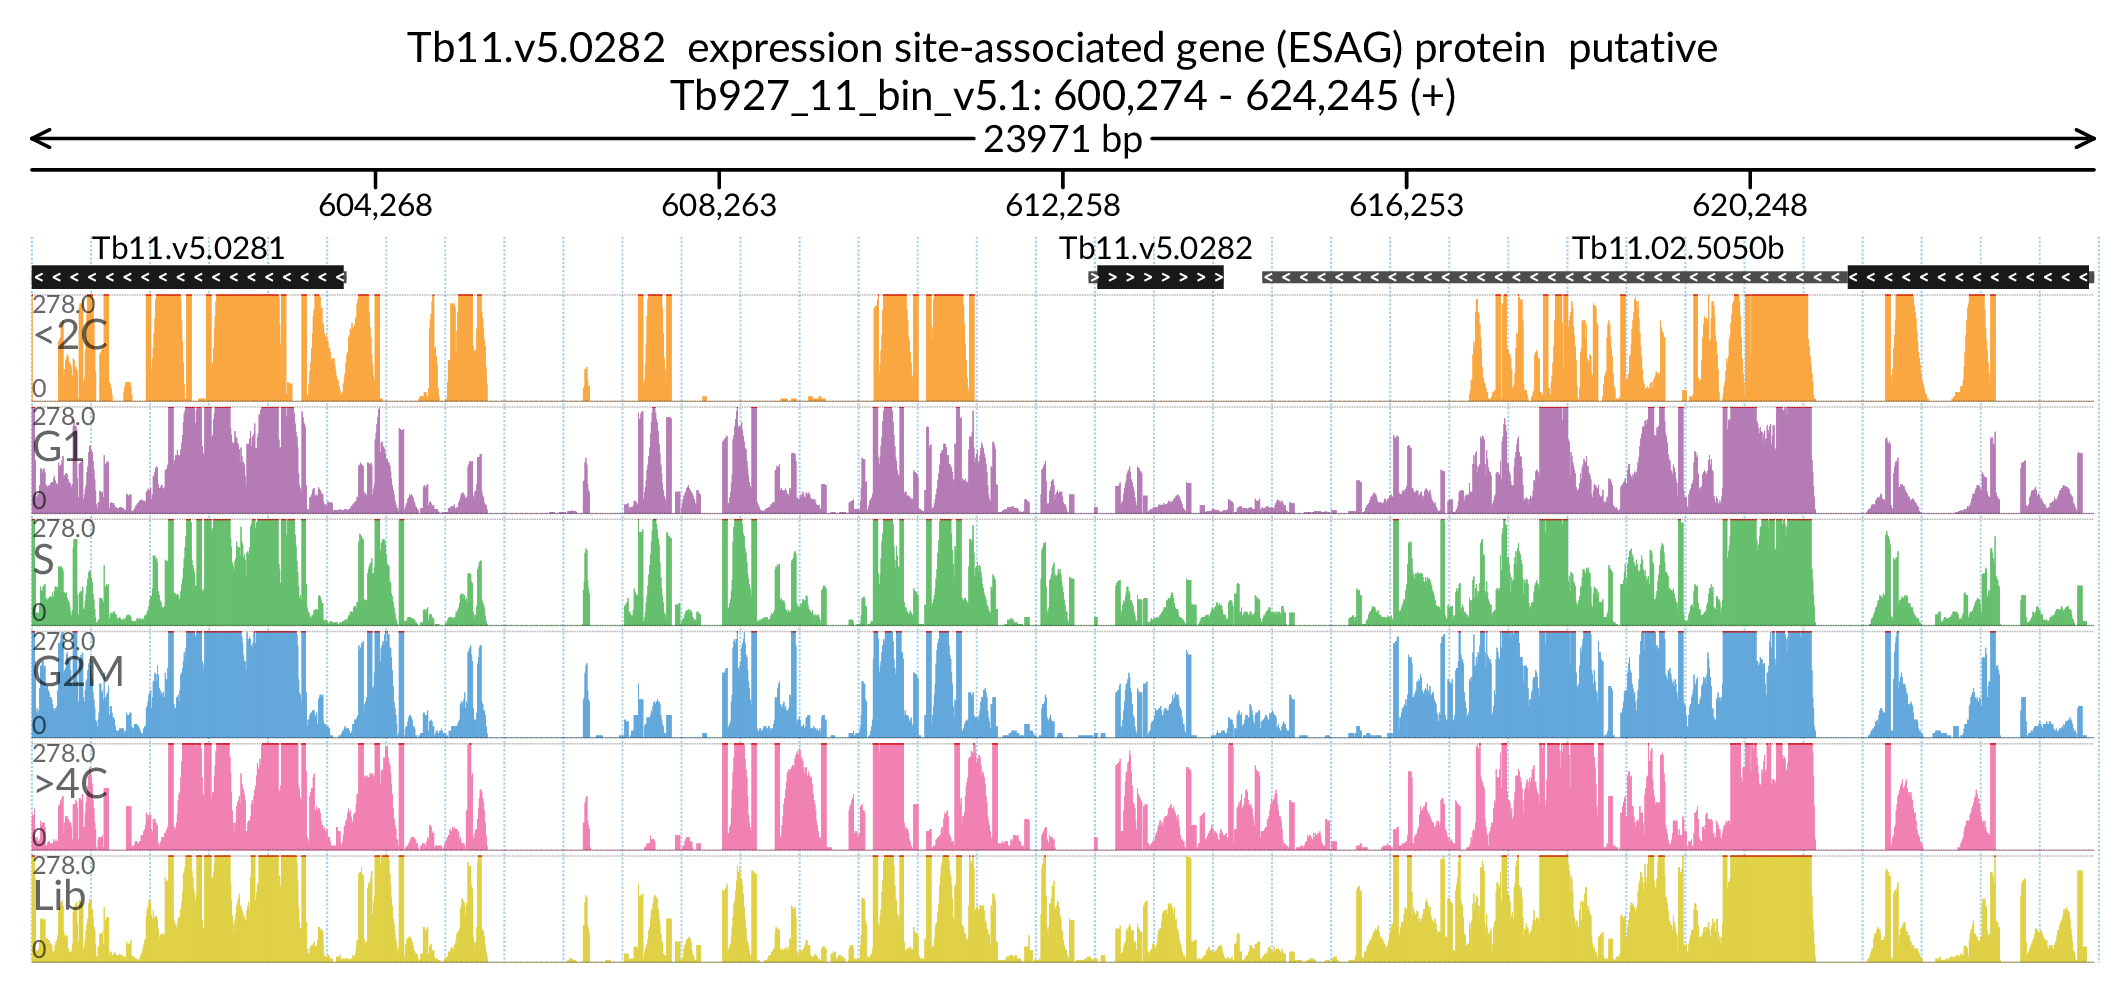 Tb11.v5.0282 expression site-associated gene (ESAG) protein putative
Tb927_11_bin_v5.1: 600,274 - 624,245 (+)
23971 bp
604,268 608,263 612,258 616,253 620,248
Tb11.v5.0281 Tb11.v5.0282 Tb11.02.5050b
278.0
<2C
0
278.0
G1
0
278.0
S
0
278.0
G2M
0
278.0
>4C
0
278.0
Lib
0